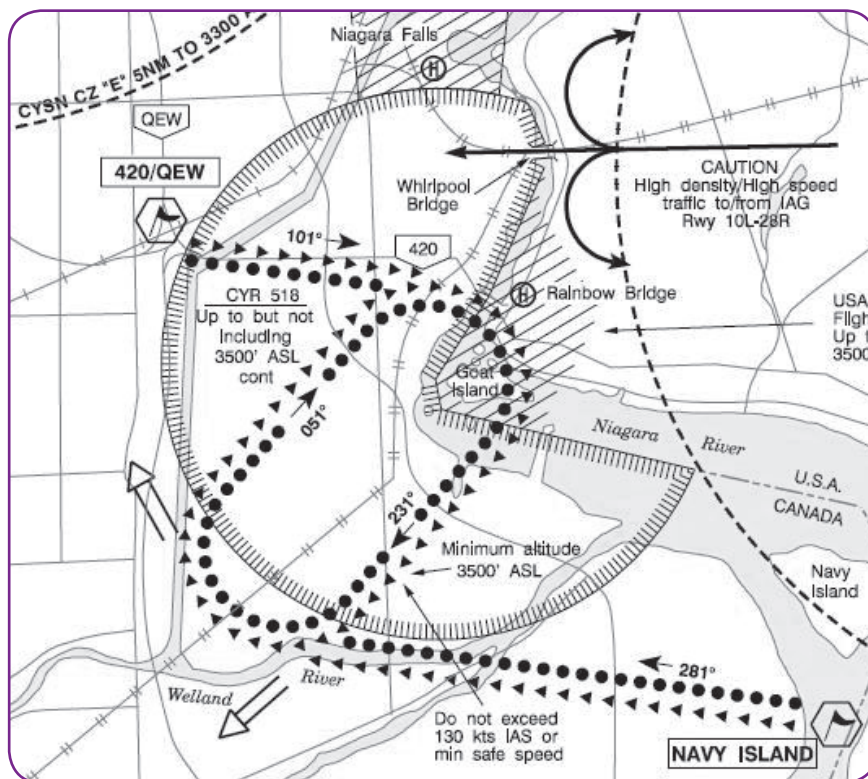 Niagara Falls
H
CYSN CZ "E" 5NM TO 3300
QEW
420/QEW
Whirlpool
Bridge
CAUTION
High density/High speed
traffic to/from IAG
Rwy 10L-28R
101°
420
H
Rainbow Bridge
CYR 518
Up to but not
including
3500' ASL
cont
USA
Up
3500
Goat
Island
051°
Niagara River
U.S.A.
CANADA
231°
Minimum altitude
3500' ASL
Navy
Island
281°
Welland River
Do not exceed
130 kts IAS or
min safe speed
NAVY ISLAND